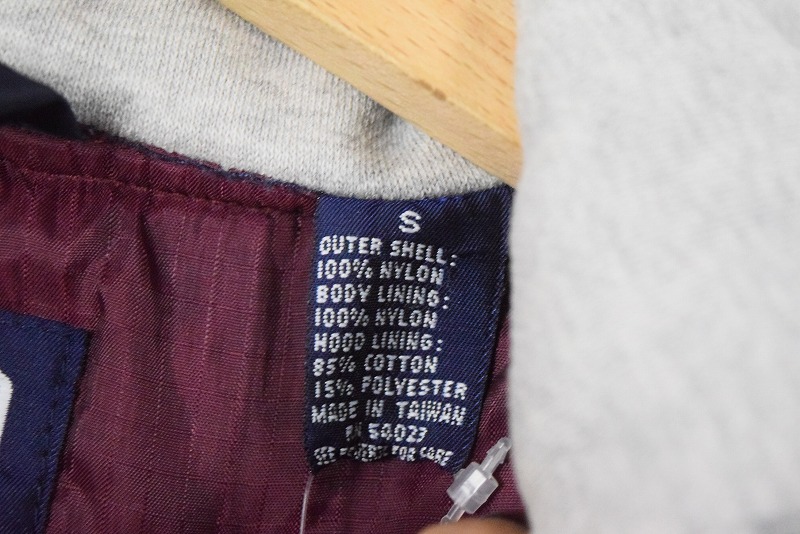 S
OUTER SHELL:
100% NYLON
BODY LINING:
100% NYLON
HOOD LINING:
85% COTTON
15% POLYESTER
MADE IN TAIWAN
RN 54023
SEE REVERSE FOR CARE